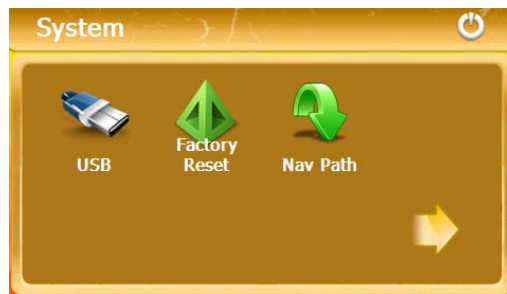 System
USB
Factory
Reset
Nav Path